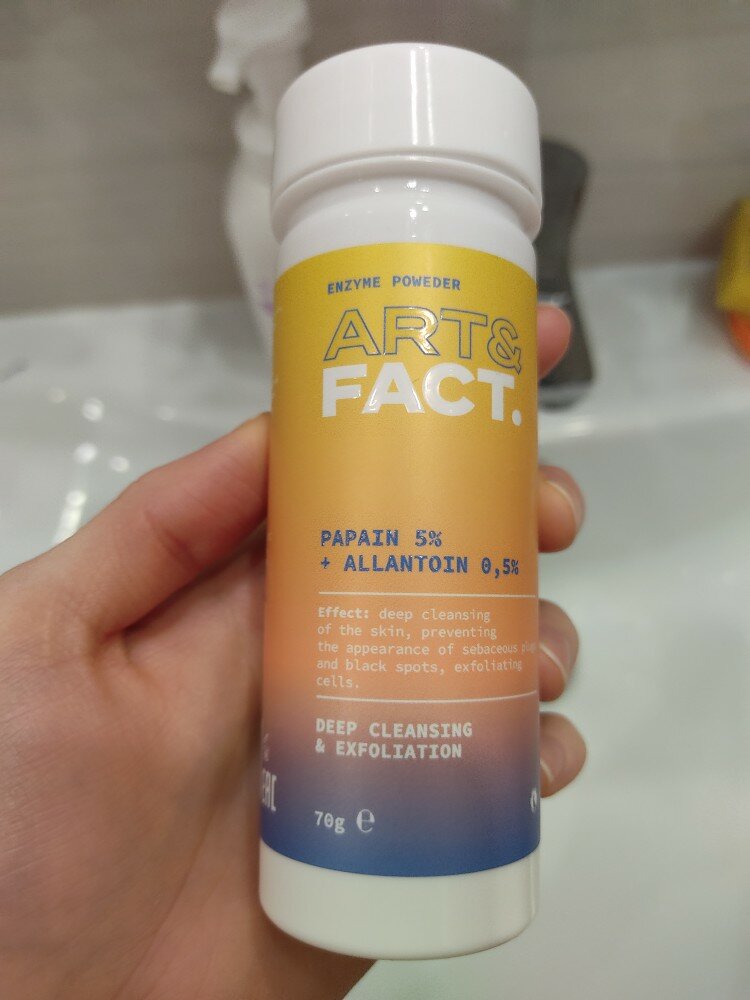 ENZYME POWEDER
ART&
FACT.
PAPAIN 5%
+ ALLANTOIN 0,5%
Effect: deep cleansing
of the skin, preventing
the appearance of sebaceous
and black spots, exfoliating
cells.
DEEP CLEANSING
& EXFOLIATION
70g ℮